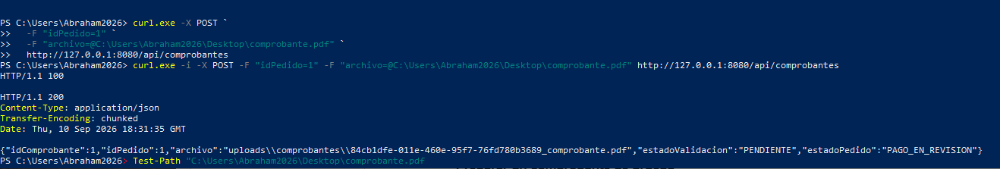 PS C:\Users\Abraham2026> curl.exe -X POST `
>>   -F "idPedido=1" `
>>   -F "archivo=@C:\Users\Abraham2026\Desktop\comprobante.pdf" `
>>   http://127.0.0.1:8080/api/comprobantes
PS C:\Users\Abraham2026> curl.exe -i -X POST -F "idPedido=1" -F "archivo=@C:\Users\Abraham2026\Desktop\comprobante.pdf" http://127.0.0.1:8080/api/comprobantes
HTTP/1.1 100
HTTP/1.1 200
Content-Type: application/json
Transfer-Encoding: chunked
Date: Thu, 10 Sep 2026 18:31:35 GMT
{"idComprobante":1,"idPedido":1,"archivo":"uploads\\comprobantes\\84cb1dfe-011e-460e-95f7-76fd780b3689_comprobante.pdf","estadoValidacion":"PENDIENTE","estadoPedido":"PAGO_EN_REVISION"}
PS C:\Users\Abraham2026> Test-Path "C:\Users\Abraham2026\Desktop\comprobante.pdf